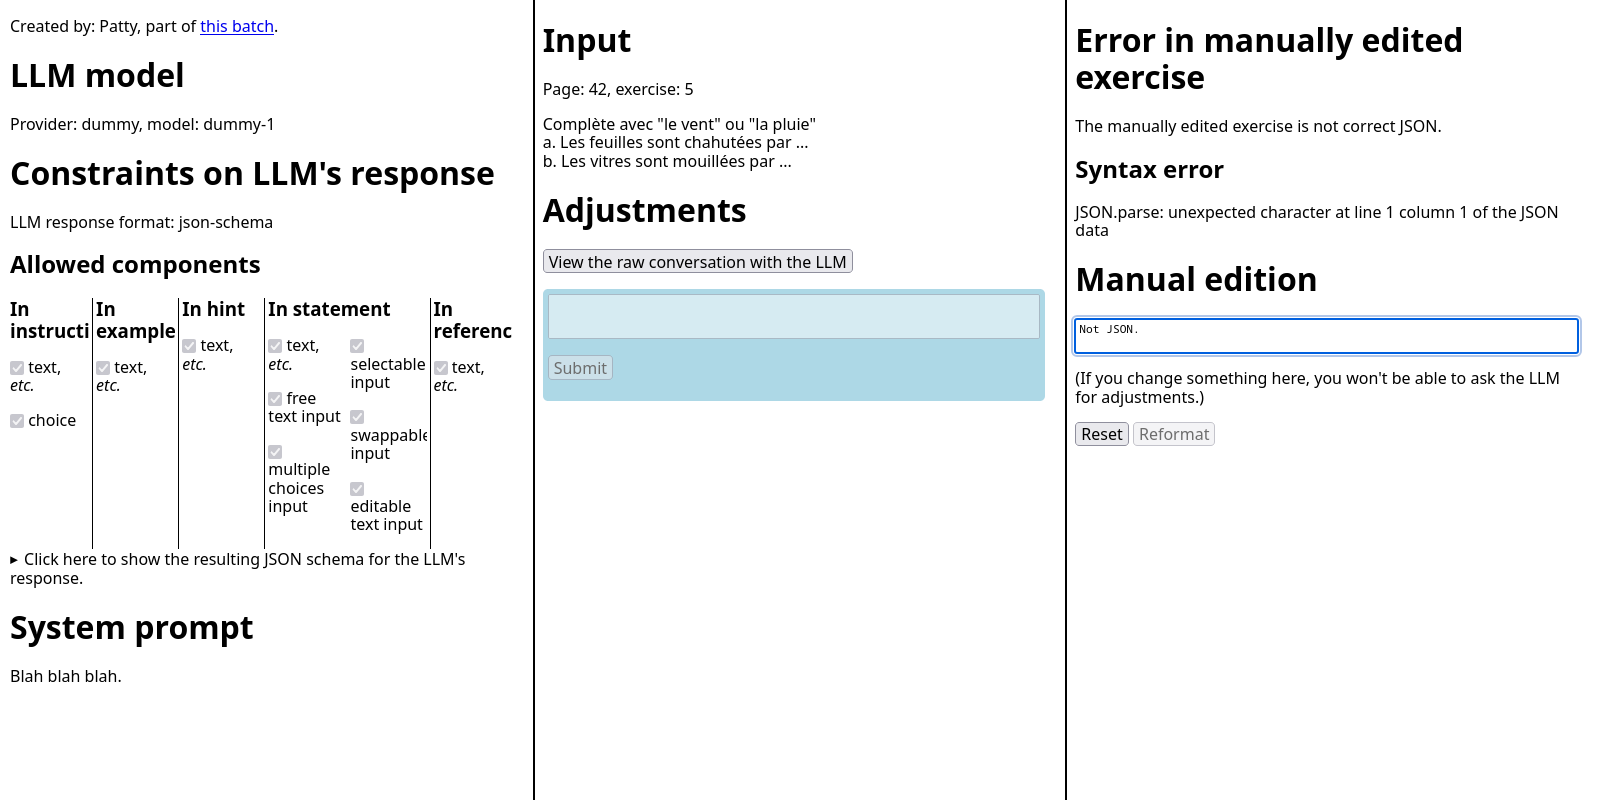 Created by: Patty, part of this batch.
LLM model
Provider: dummy, model: dummy-1
Constraints on LLM's response
LLM response format: json-schema
Allowed components
In
instructi
text,
etc.
choice
In
example
text,
etc.
In hint
text,
etc.
In statement
text,
etc.
free
text input
multiple
choices
input
selectable
input
swappable
input
editable
text input
In
referenc
text,
etc.
▸ Click here to show the resulting JSON schema for the LLM's
response.
System prompt
Blah blah blah.
Input
Page: 42, exercise: 5
Complète avec "le vent" ou "la pluie"
a. Les feuilles sont chahutées par ...
b. Les vitres sont mouillées par ...
Adjustments
View the raw conversation with the LLM
Submit
Error in manually edited
exercise
The manually edited exercise is not correct JSON.
Syntax error
JSON.parse: unexpected character at line 1 column 1 of the JSON
data
Manual edition
Not JSON.
(If you change something here, you won't be able to ask the LLM
for adjustments.)
Reset Reformat